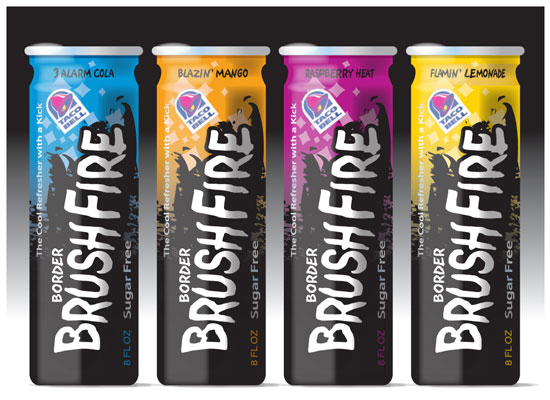 3 ALARM COLA
TACO
BELL
The Cool Refresher with a Kick
BORDER
BRUSH FIRE
Sugar Free
8 FL OZ
BLAZIN' MANGO
TACO
BELL
The Cool Refresher with a Kick
BORDER
BRUSH FIRE
Sugar Free
8 FL OZ
RASPBERRY HEAT
TACO
BELL
The Cool Refresher with a Kick
BORDER
BRUSH FIRE
Sugar Free
8 FL OZ
FLAMIN' LEMONADE
TACO
BELL
The Cool Refresher with a Kick
BORDER
BRUSH FIRE
Sugar Free
8 FL OZ